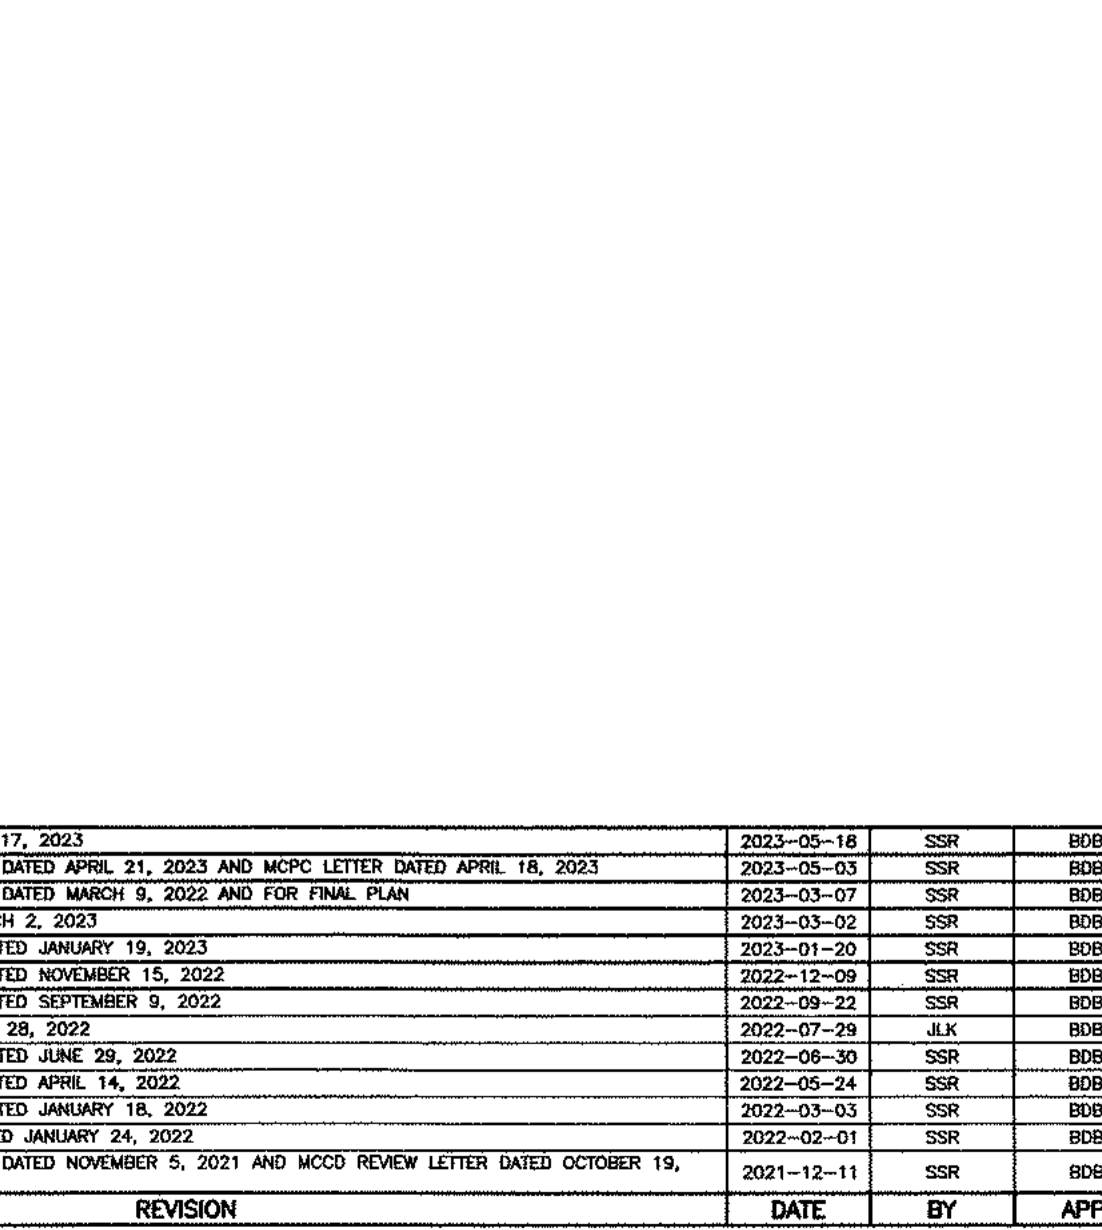 17, 2023 2023-05-18 SSR BDB
DATED APRIL 21, 2023 AND MCPC LETTER DATED APRIL 18, 2023 2023-05-03 SSR BDB
DATED MARCH 9, 2022 AND FOR FINAL PLAN 2023-03-07 SSR BDB
CH 2, 2023 2023-03-02 SSR BDB
TED JANUARY 19, 2023 2023-01-20 SSR BDB
TED NOVEMBER 15, 2022 2022-12-09 SSR BDB
TED SEPTEMBER 9, 2022 2022-09-22 SSR BDB
28, 2022 2022-07-29 JLK BDB
TED JUNE 29, 2022 2022-06-30 SSR BDB
TED APRIL 14, 2022 2022-05-24 SSR BDB
TED JANUARY 18, 2022 2022-03-03 SSR BDB
D JANUARY 24, 2022 2022-02-01 SSR BDB
DATED NOVEMBER 5, 2021 AND MCCD REVIEW LETTER DATED OCTOBER 19, 2021-12-11 SSR BDB
REVISION DATE BY APP